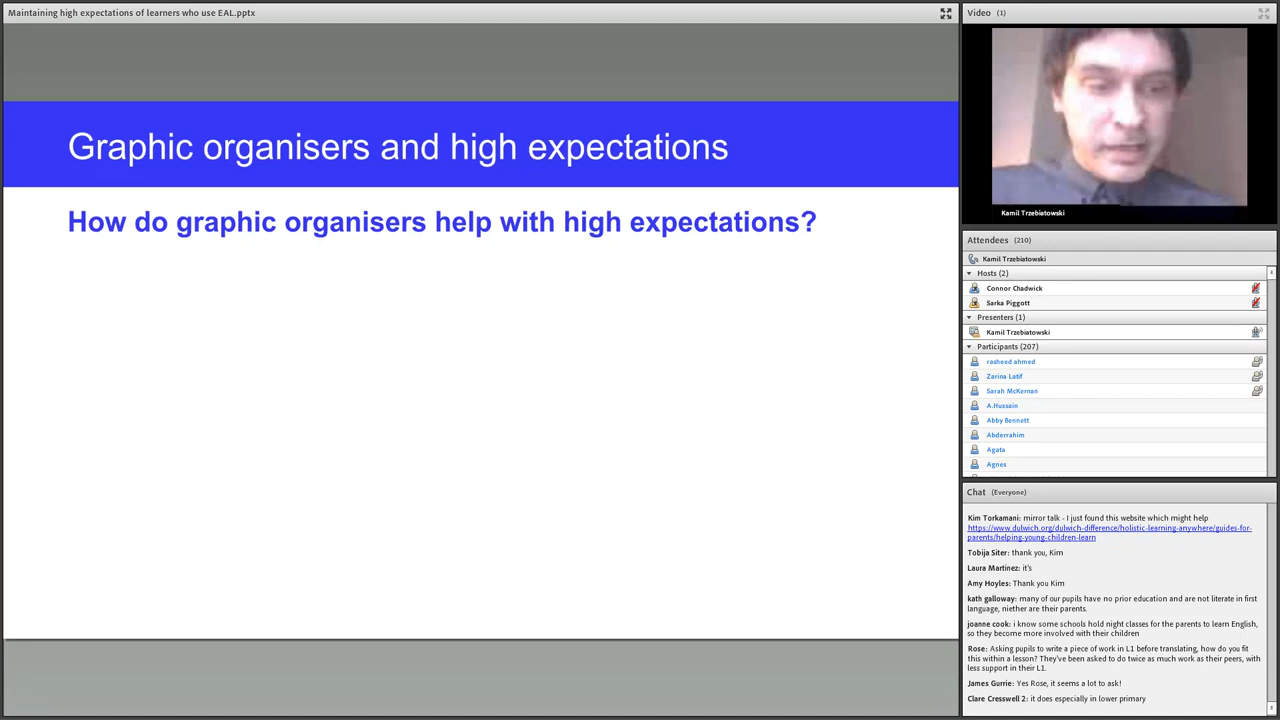 Maintaining high expectations of learners who use EAL.pptx
Graphic organisers and high expectations
How do graphic organisers help with high expectations?
Video (1)
Kamil Trzebiatowski
Attendees (210)
Kamil Trzebiatowski
Hosts (2)
Connor Chadwick
Sarka Piggott
Presenters (1)
Kamil Trzebiatowski
Participants (207)
rasheed ahmed
Zarina Latif
Sarah McKernan
A.Hussain
Abby Bennett
Abderrahim
Agata
Agnes
Chat (Everyone)
Kim Torkamani: mirror talk - I just found this website which might help
https://www.dulwich.org/dulwich-difference/holistic-learning-anywhere/guides-for-
parents/helping-young-children-learn
Tobija Siter: thank you, Kim
Laura Martinez: it's
Amy Hoyles: Thank you Kim
kath galloway: many of our pupils have no prior education and are not literate in first
language, niether are their parents.
joanne cook: i know some schools hold night classes for the parents to learn English,
so they become more involved with their children
Rose: Asking pupils to write a piece of work in L1 before translating, how do you fit
this within a lesson? They've been asked to do twice as much work as their peers, with
less support in their L1.
James Gurrie: Yes Rose, it seems a lot to ask!
Clare Cresswell 2: it does especially in lower primary